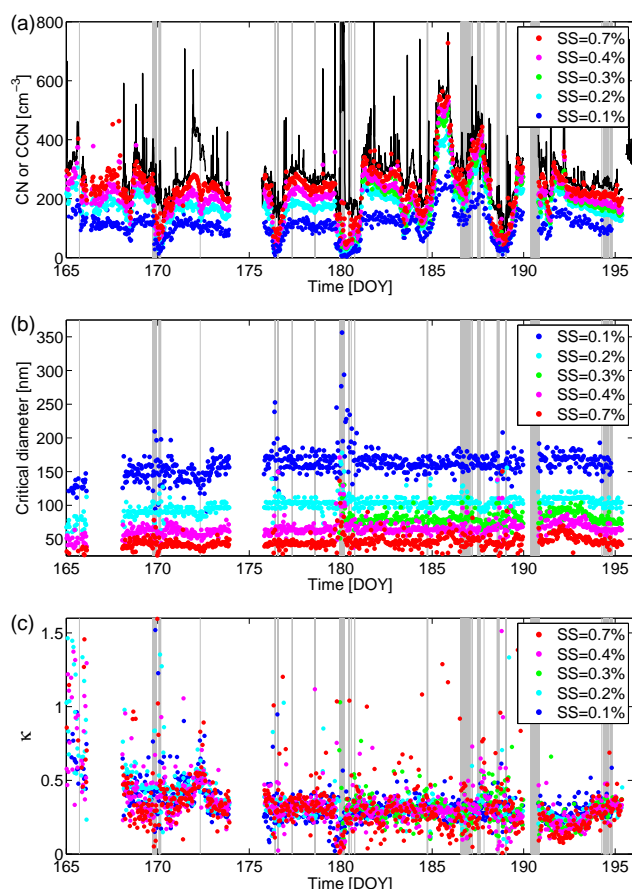 (a)
800
600
400
200
0
CN or CCN [cm⁻³]
SS=0.7%
SS=0.4%
SS=0.3%
SS=0.2%
SS=0.1%
165 170 175 180 185 190 195
Time [DOY]
(b)
350
300
250
200
150
100
50
Critical diameter [nm]
SS=0.1%
SS=0.2%
SS=0.3%
SS=0.4%
SS=0.7%
165 170 175 180 185 190 195
Time [DOY]
(c)
1.5
1
0.5
0
κ
SS=0.7%
SS=0.4%
SS=0.3%
SS=0.2%
SS=0.1%
165 170 175 180 185 190 195
Time [DOY]